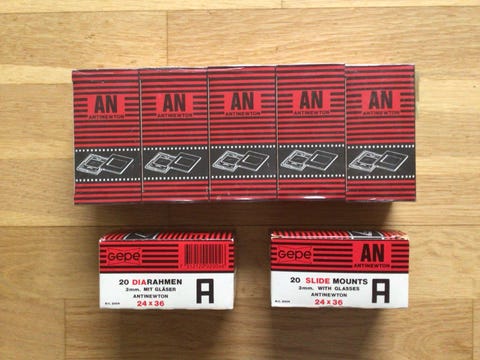 AN
ANTINEWTON
AN
ANTINEWTON
AN
ANTINEWTON
AN
ANTINEWTON
AN
ANTINEWTON
Gepe
20 DIARAHMEN
2mm. MIT GLÄSER
ANTINEWTON
24 x 36
A
Gepe
AN
ANTINEWTON
20 SLIDE MOUNTS
2mm. WITH GLASSES
ANTINEWTON
24 x 36
A